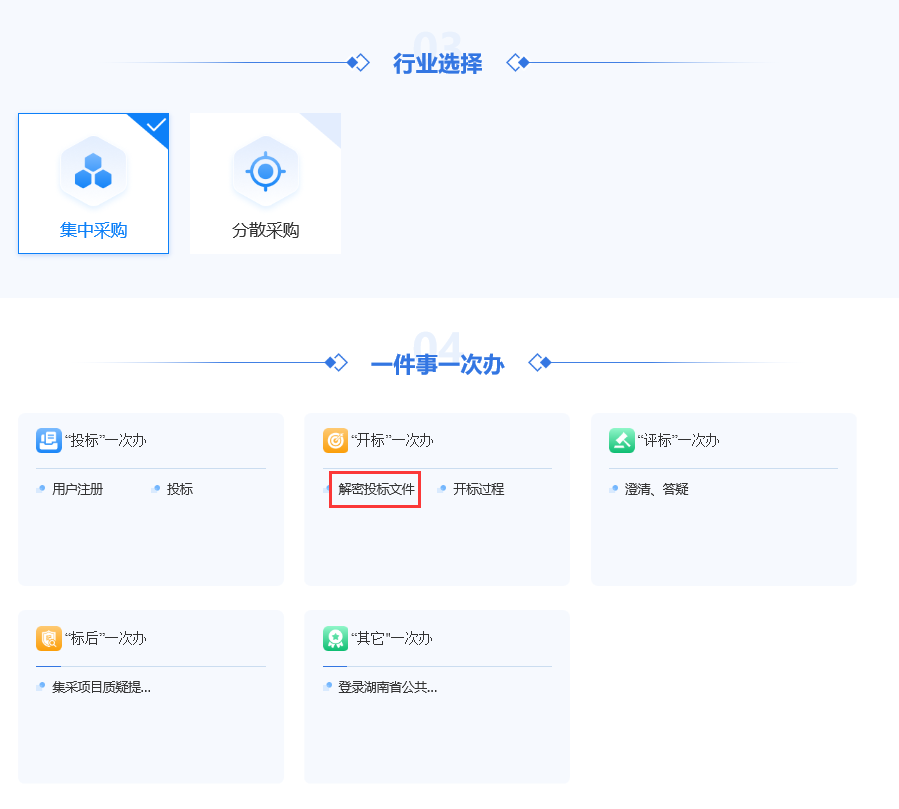 03
行业选择
集中采购
分散采购
04
一件事一次办
“投标”一次办
用户注册
投标
“开标”一次办
解密投标文件
开标过程
“评标”一次办
澄清、答疑
“标后”一次办
集采项目质疑提...
“其它"一次办
登录湖南省公共...